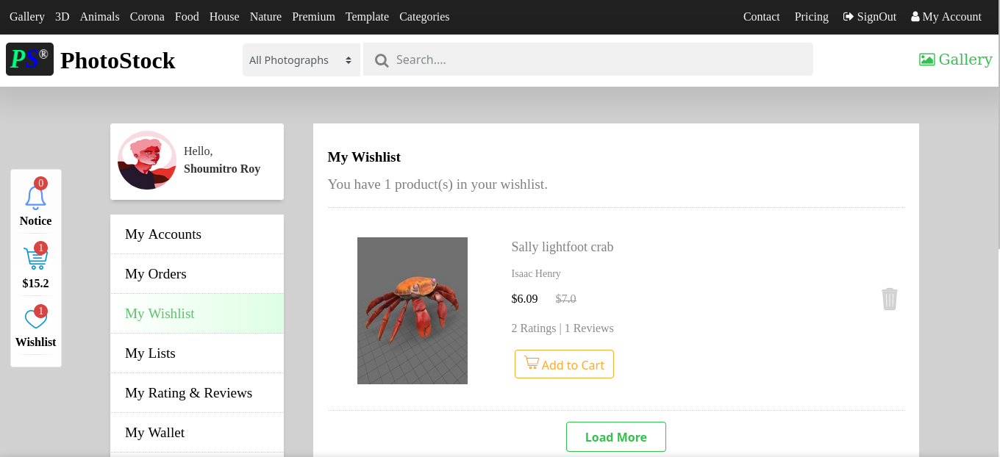 Gallery 3D Animals Corona Food House Nature Premium Template Categories Contact Pricing SignOut My Account
PS® PhotoStock All Photographs Search.... Gallery
Hello,
Shoumitro Roy
0
Notice
1
$15.2
1
Wishlist
My Accounts
My Orders
My Wishlist
My Lists
My Rating & Reviews
My Wallet
My Wishlist
You have 1 product(s) in your wishlist.
Sally lightfoot crab
Isaac Henry
$6.09 $7.0
2 Ratings | 1 Reviews
Add to Cart
Load More